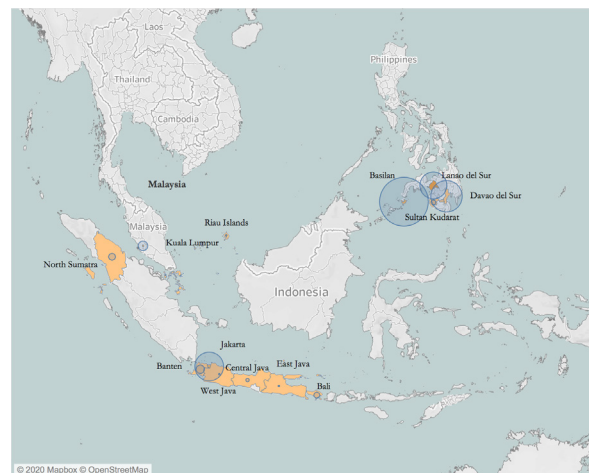 Laos
Thailand
Cambodia
Philippines
Malaysia
Basilan
Lanao del Sur
Davao del Sur
Sultan Kudarat
Riau Islands
Malaysia
Kuala Lumpur
North Sumatra
Indonesia
Jakarta
Banten
Central Java
East Java
West Java
Bali
© 2020 Mapbox © OpenStreetMap